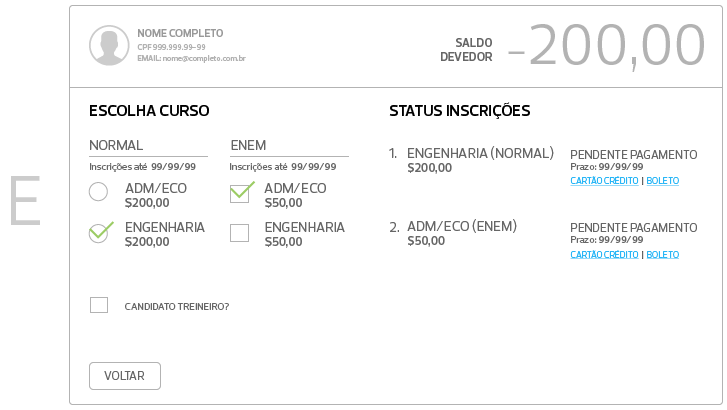 E
NOME COMPLETO
CPF 999.999.99-99
EMAIL: nome@completo.com.br
SALDO
DEVEDOR
-200,00
ESCOLHA CURSO
NORMAL
Inscrições até 99/99/99
ADM/ECO
$200,00
ENGENHARIA
$200,00
ENEM
Inscrições até 99/99/99
ADM/ECO
$50,00
ENGENHARIA
$50,00
CANDIDATO TREINEIRO?
VOLTAR
STATUS INSCRIÇÕES
1. ENGENHARIA (NORMAL)
$200,00
PENDENTE PAGAMENTO
Prazo: 99/99/99
CARTÃO CRÉDITO | BOLETO
2. ADM/ECO (ENEM)
$50,00
PENDENTE PAGAMENTO
Prazo: 99/99/99
CARTÃO CRÉDITO | BOLETO